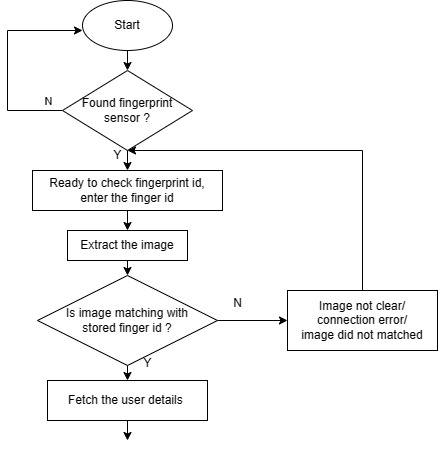 Start
Found fingerprint
sensor ?
N
Y
Ready to check fingerprint id,
enter the finger id
Extract the image
Is image matching with
stored finger id ?
N
Image not clear/
connection error/
image did not matched
Y
Fetch the user details